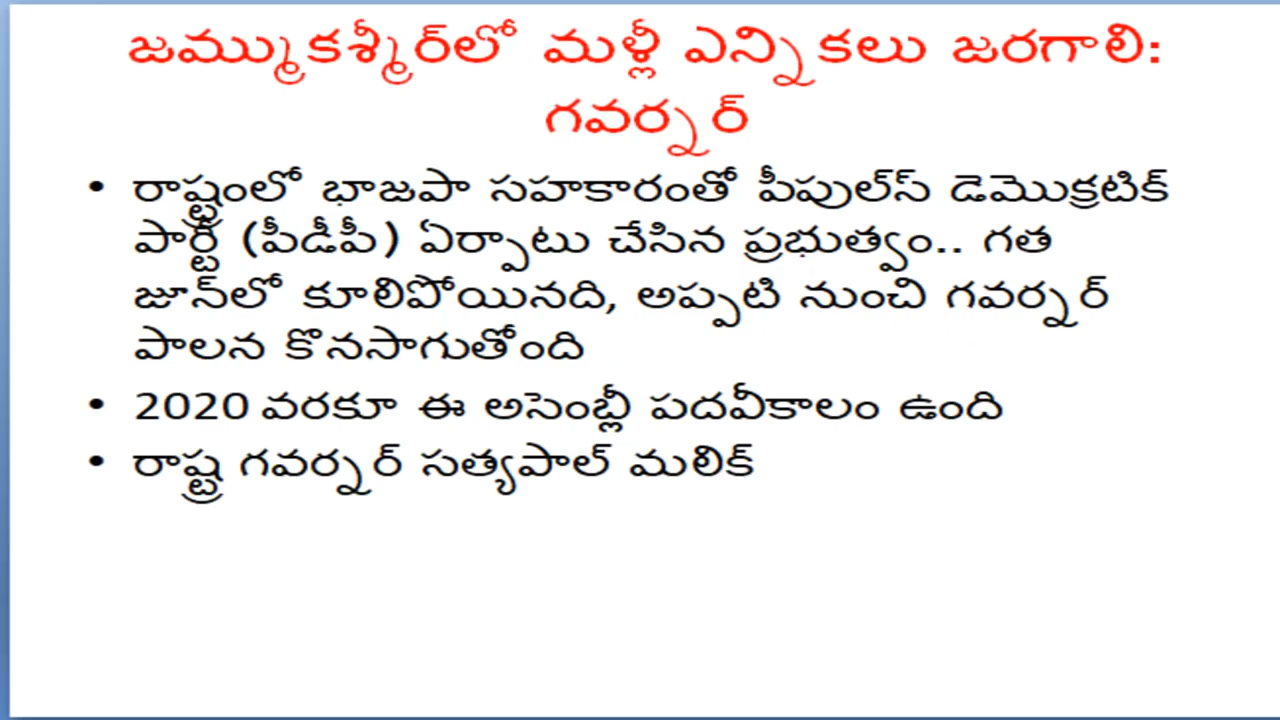 జమ్ముకశ్మీర్‌లో మళ్లీ ఎన్నికలు జరగాలి:
గవర్నర్
• రాష్ట్రంలో భాజపా సహకారంతో పీపుల్స్ డెమొక్రటిక్
పార్టీ (పీడీపీ) ఏర్పాటు చేసిన ప్రభుత్వం.. గత
జూన్‌లో కూలిపోయినది, అప్పటి నుంచి గవర్నర్
పాలన కొనసాగుతోంది
• 2020 వరకూ ఈ అసెంబ్లీ పదవీకాలం ఉంది
• రాష్ట్ర గవర్నర్ సత్యపాల్ మలిక్